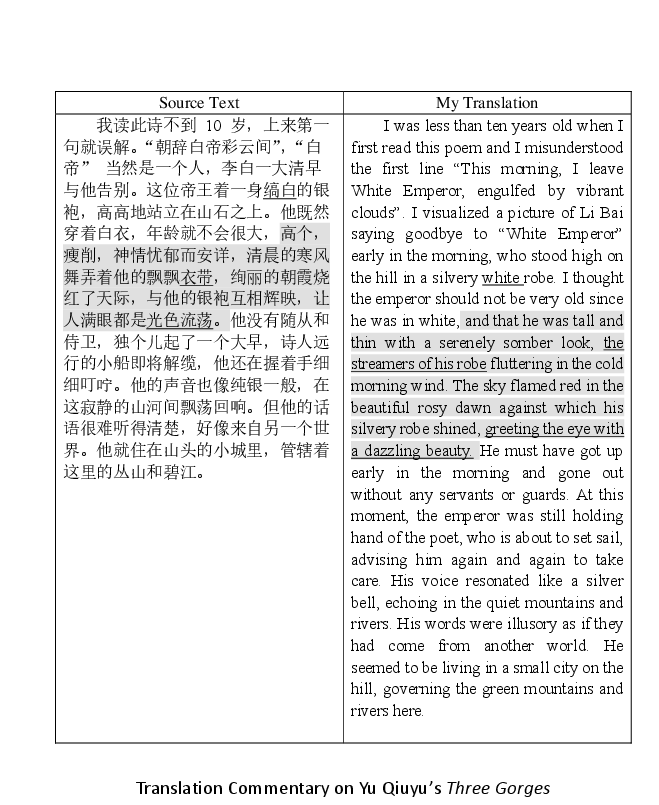 Source Text
我读此诗不到 10 岁，上来第一
句就误解。“朝辞白帝彩云间”，“白
帝” 当然是一个人，李白一大清早
与他告别。这位帝王着一身缟白的银
袍，高高地站立在山石之上。他既然
穿着白衣，年龄就不会很大，高个，
瘦削，神情忧郁而安详，清晨的寒风
舞弄着他的飘飘衣带，绚丽的朝霞烧
红了天际，与他的银袍互相辉映，让
人满眼都是光色流荡。他没有随从和
侍卫，独个儿起了一个大早，诗人远
行的小船即将解缆，他还在握着手细
细叮咛。他的声音也像纯银一般，在
这寂静的山河间飘荡回响。但他的话
语很难听得清楚，好像来自另一个世
界。他就住在山头的小城里，管辖着
这里的丛山和碧江。
My Translation
I was less than ten years old when I
first read this poem and I misunderstood
the first line “This morning, I leave
White Emperor, engulfed by vibrant
clouds”. I visualized a picture of Li Bai
saying goodbye to “White Emperor”
early in the morning, who stood high on
the hill in a silvery white robe. I thought
the emperor should not be very old since
he was in white, and that he was tall and
thin with a serenely somber look, the
streamers of his robe fluttering in the cold
morning wind. The sky flamed red in the
beautiful rosy dawn against which his
silvery robe shined, greeting the eye with
a dazzling beauty. He must have got up
early in the morning and gone out
without any servants or guards. At this
moment, the emperor was still holding
hand of the poet, who is about to set sail,
advising him again and again to take
care. His voice resonated like a silver
bell, echoing in the quiet mountains and
rivers. His words were illusory as if they
had come from another world. He
seemed to be living in a small city on the
hill, governing the green mountains and
rivers here.
Translation Commentary on Yu Qiuyu’s Three Gorges